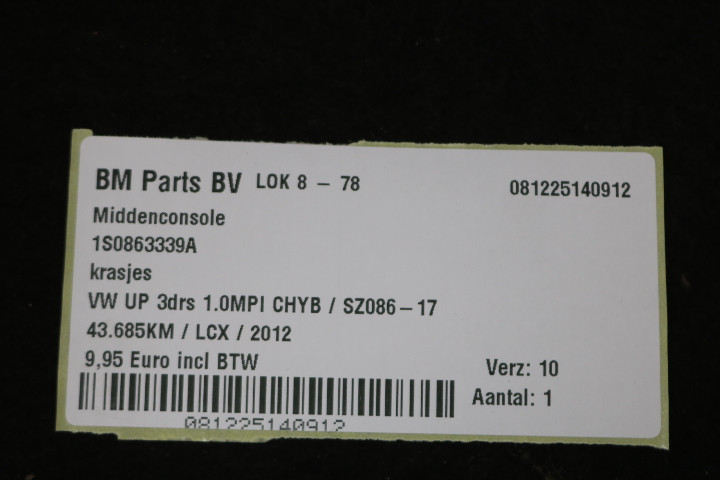 BM Parts BV LOK 8 - 78 081225140912
Middenconsole
1S0863339A
krasjes
VW UP 3drs 1.0MPI CHYB / SZ086-17
43.685KM / LCX / 2012
9,95 Euro incl BTW Verz: 10
Aantal: 1
081225140912